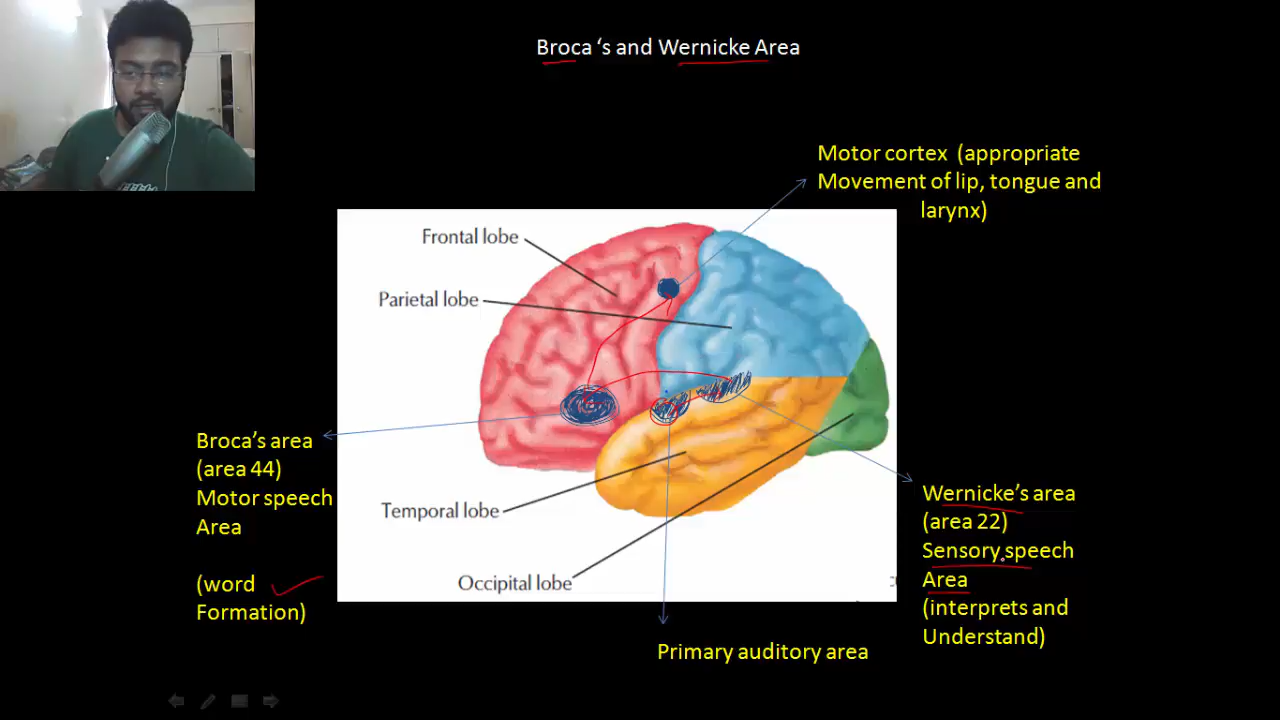 Broca ‘s and Wernicke Area
Motor cortex (appropriate
Movement of lip, tongue and
larynx)
Frontal lobe
Parietal lobe
Broca’s area
(area 44)
Motor speech
Area
(word
Formation)
Temporal lobe
Occipital lobe
Wernicke’s area
(area 22)
Sensory speech
Area
(interprets and
Understand)
Primary auditory area